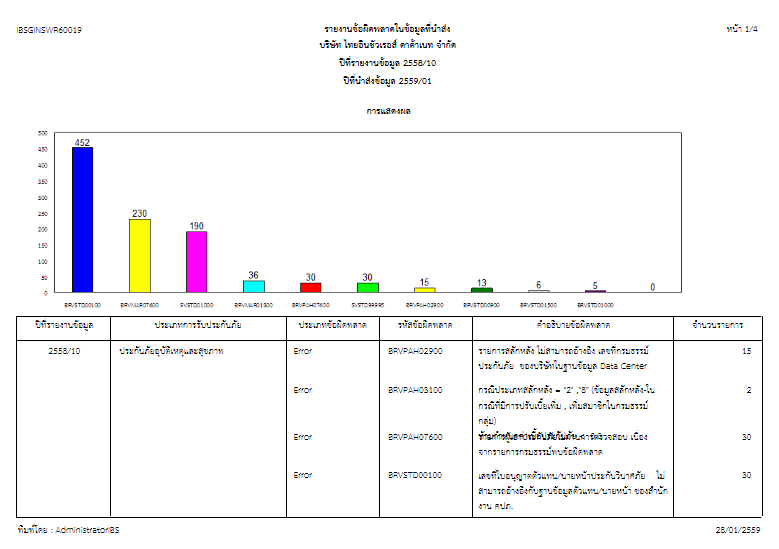 IBSGINSWR60019
รายงานข้อผิดพลาดในข้อมูลที่นำส่ง
หน้า 1/4
บริษัท ไทยอินชัวเรอส์ ดาต้าเนท จำกัด
ปีที่รายงานข้อมูล 2558/10
ปีที่นำส่งข้อมูล 2559/01
การแสดงผล
500
450
400
350
300
250
200
150
100
50
0
452
230
190
36
30
30
15
13
6
5
0
BRVSTD00100
BRVMAR07600
SVSTD01000
BRVMAR01300
BRVPAH07600
SVSTD99995
BRVPAH02900
BRVSTD00900
BRVSTD01300
BRVSTD01000
ปีที่รายงานข้อมูล ประเภทการรับประกันภัย ประเภทข้อผิดพลาด รหัสข้อผิดพลาด คำอธิบายข้อผิดพลาด จำนวนรายการ
2558/10 ประกันภัยอุบัติเหตุและสุขภาพ Error BRVPAH02900 รายการสลักหลัง ไม่สามารถอ้างอิง เลขที่กรมธรรม์ 15
ประกันภัย ของบริษัทในฐานข้อมูล Data Center
Error BRVPAH03100 กรณีประเภทสลักหลัง = "2" ,"8" (ข้อมูลสลักหลัง-ใน 2
กรณีที่มีการปรับเบี้ยเพิ่ม , เพิ่มสมาชิกในกรมธรรม์
กลุ่ม)
Error BRVPAH07600 การตรวจสอบ เนื่อง 30
จากรายการกรมธรรม์พบข้อผิดพลาด
Error BRVSTD00100 เลขที่ใบอนุญาตตัวแทน/นายหน้าประกันวินาศภัย ไม่ 30
สามารถอ้างอิงกับฐานข้อมูลตัวแทน/นายหน้า ของสำนัก
งาน คปภ.
พิมพ์โดย : AdministratorIBS
28/01/2559